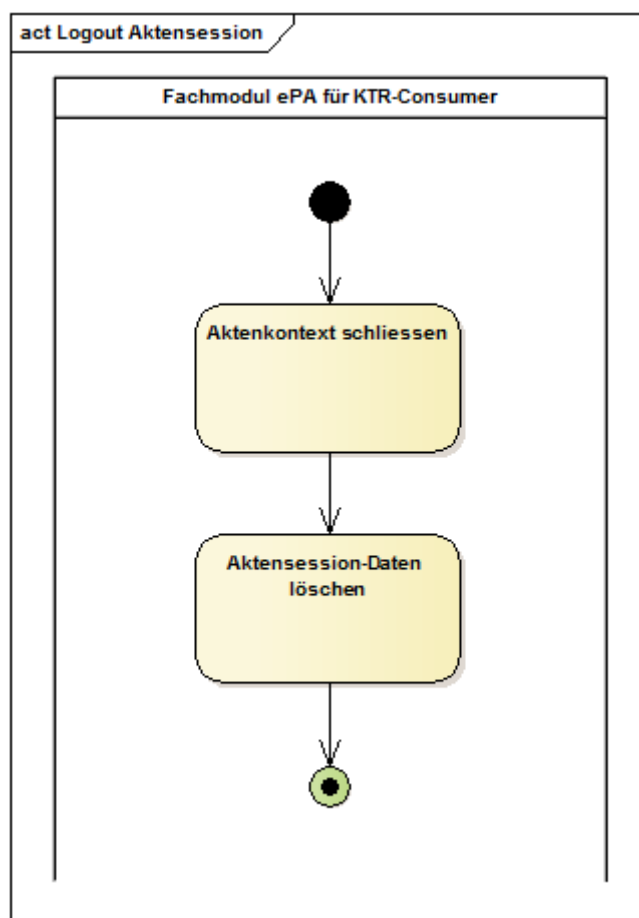 act Logout Aktensession
Fachmodul ePA für KTR-Consumer
Aktenkontext schliessen
Aktensession-Daten
löschen